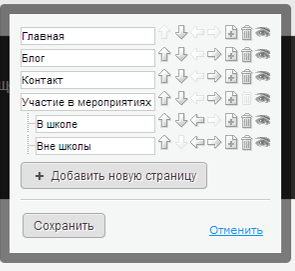 Главная
Блог
Контакт
Участие в мероприятиях
В школе
Вне школы
+ Добавить новую страницу
Сохранить
Отменить